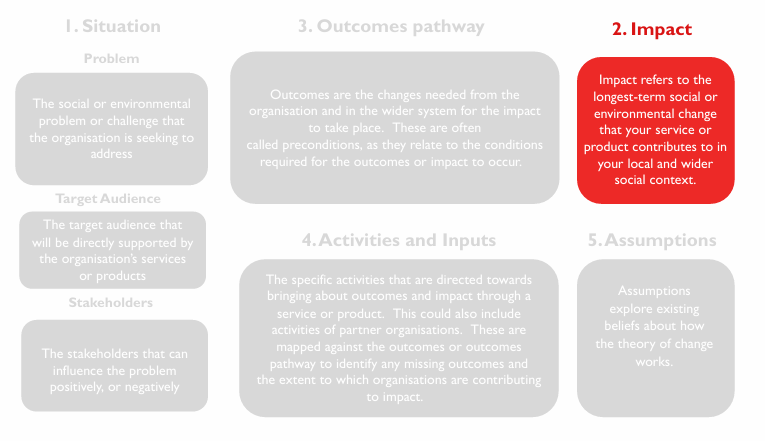 1. Situation
Problem
The social or environmental
problem or challenge that
the organisation is seeking to
address
Target Audience
The target audience that
will be directly supported by
the organisation's services
or products
Stakeholders
The stakeholders that can
influence the problem
positively, or negatively
3. Outcomes pathway
Outcomes are the changes needed from the
organisation and in the wider system for the impact
to take place. These are often
called preconditions, as they relate to the conditions
required for the outcomes or impact to occur.
2. Impact
Impact refers to the
longest-term social or
environmental change
that your service or
product contributes to in
your local and wider
social context.
4. Activities and Inputs
The specific activities that are directed towards
bringing about outcomes and impact through a
service or product. This could also include
activities of partner organisations. These are
mapped against the outcomes or outcomes
pathway to identify any missing outcomes and
the extent to which organisations are contributing
to impact.
5. Assumptions
Assumptions
explore existing
beliefs about how
the theory of change
works.